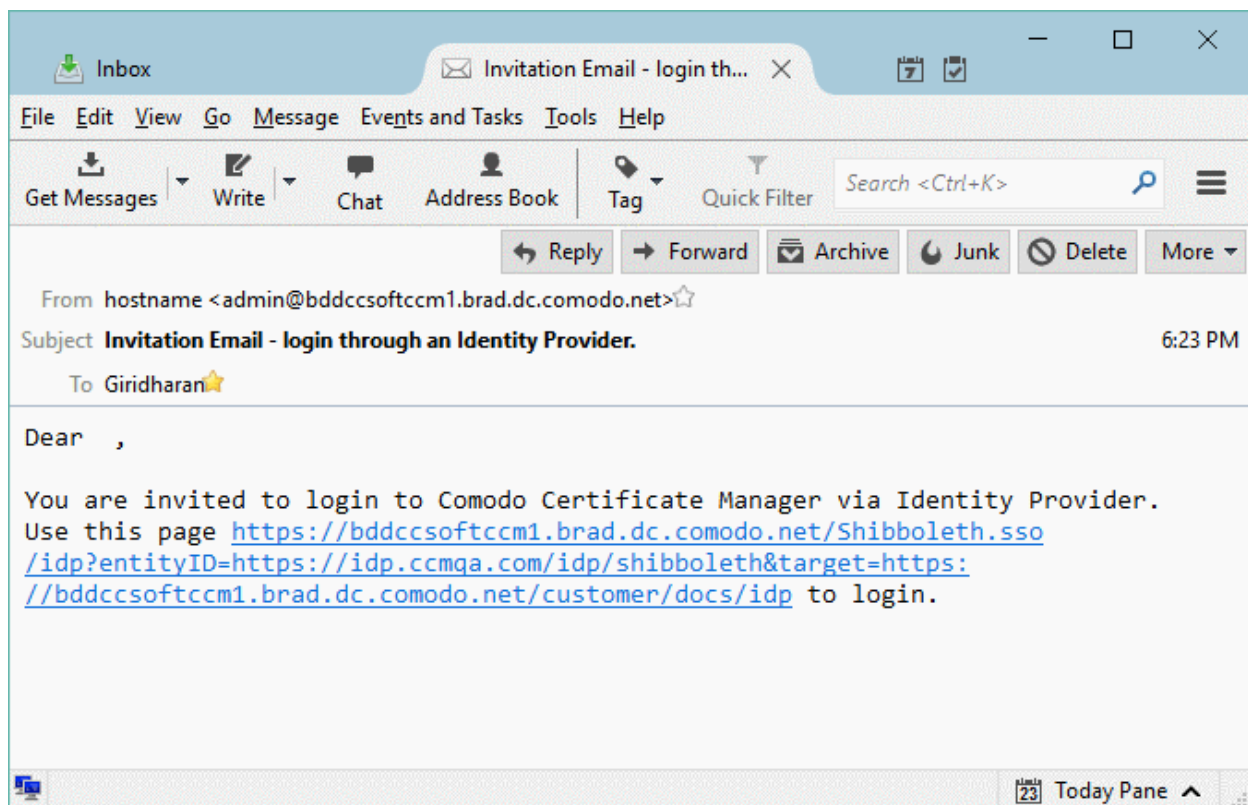 Inbox
Invitation Email - login th...
7
File Edit View Go Message Events and Tasks Tools Help
Get Messages Write Chat Address Book Tag Quick Filter Search <Ctrl+K>
Reply Forward Archive Junk Delete More
From hostname <admin@bddccsoftccm1.brad.dc.comodo.net>
Subject Invitation Email - login through an Identity Provider. 6:23 PM
To Giridharan
Dear ,
You are invited to login to Comodo Certificate Manager via Identity Provider.
Use this page https://bddccsoftccm1.brad.dc.comodo.net/Shibboleth.sso
/idp?entityID=https://idp.ccmqa.com/idp/shibboleth&target=https:
//bddccsoftccm1.brad.dc.comodo.net/customer/docs/idp to login.
23 Today Pane